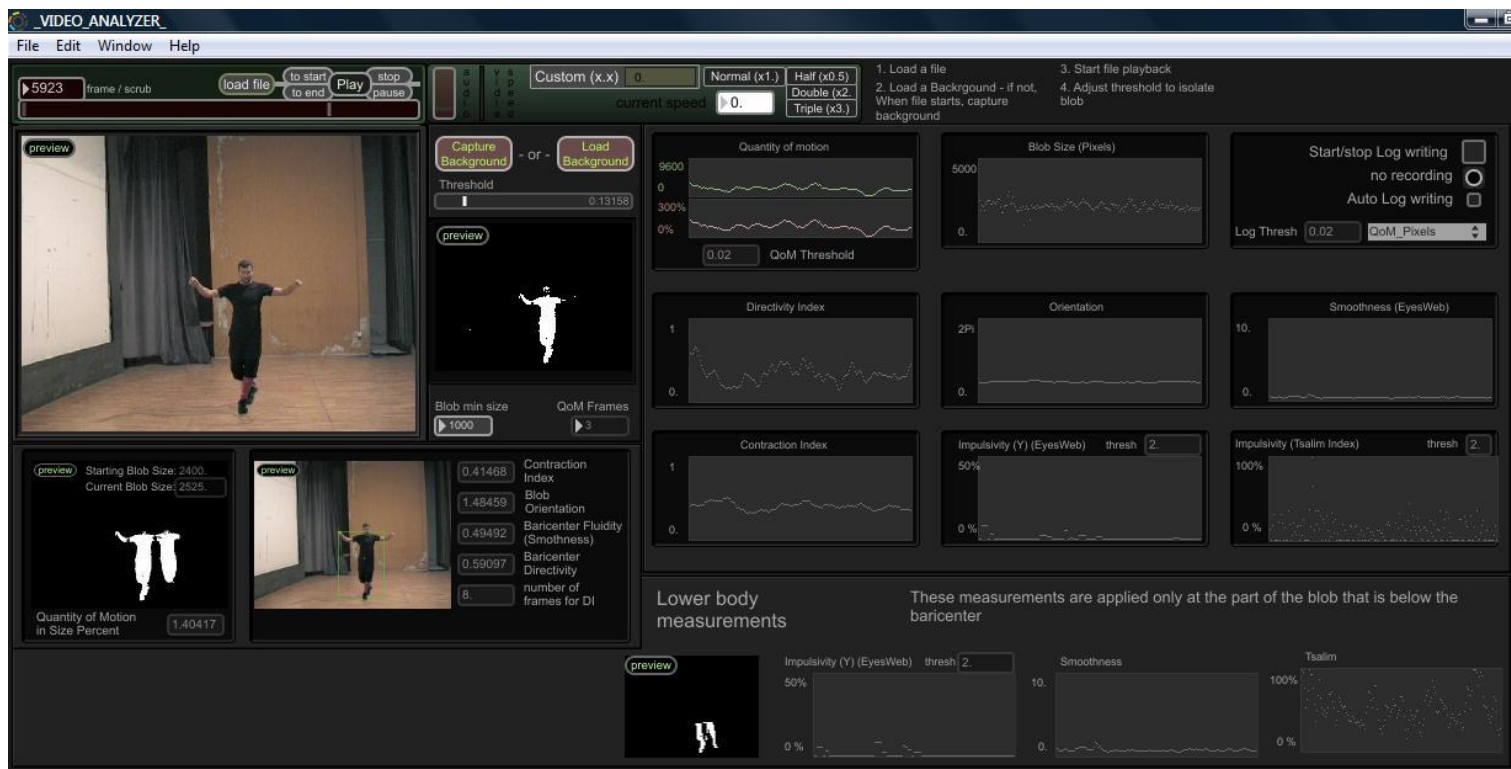 _VIDEO_ANALYZER_
File Edit Window Help
5923 frame / scrub
load file
to start
to end
Play
stop
pause
audio
video
speed
Custom (x.x) 0.
current speed 0.
Normal (x1.)
Half (x0.5)
Double (x2.
Triple (x3.)
1. Load a file
2. Load a Backrgound - if not,
When file starts, capture
background
3. Start file playback
4. Adjust threshold to isolate
blob
preview
Capture
Background
- or -
Load
Background
Threshold
0.13158
preview
Blob min size
1000
QoM Frames
3
Quantity of motion
9600
0
300%
0%
0.02 QoM Threshold
Blob Size (Pixels)
5000
0.
Start/stop Log writing
no recording
Auto Log writing
Log Thresh 0.02 QoM_Pixels
Directivity Index
1
0.
Orientation
2Pi
0.
Smoothness (EyesWeb)
10.
0.
Contraction Index
1
0.
Impulsivity (Y) (EyesWeb) thresh 2.
50%
0 %
Impulsivity (Tsalim Index) thresh 2.
100%
0 %
preview
Starting Blob Size: 2400.
Current Blob Size: 2525.
Quantity of Motion
in Size Percent
1.40417
preview
0.41468 Contraction
Index
1.48459 Blob
Orientation
0.49492 Baricenter Fluidity
(Smothness)
0.59097 Baricenter
Directivity
8. number of
frames for DI
Lower body
measurements
These measurements are applied only at the part of the blob that is below the
baricenter
preview
Impulsivity (Y) (EyesWeb) thresh 2.
50%
0 %
Smoothness
10.
0.
Tsalim
100%
0 %